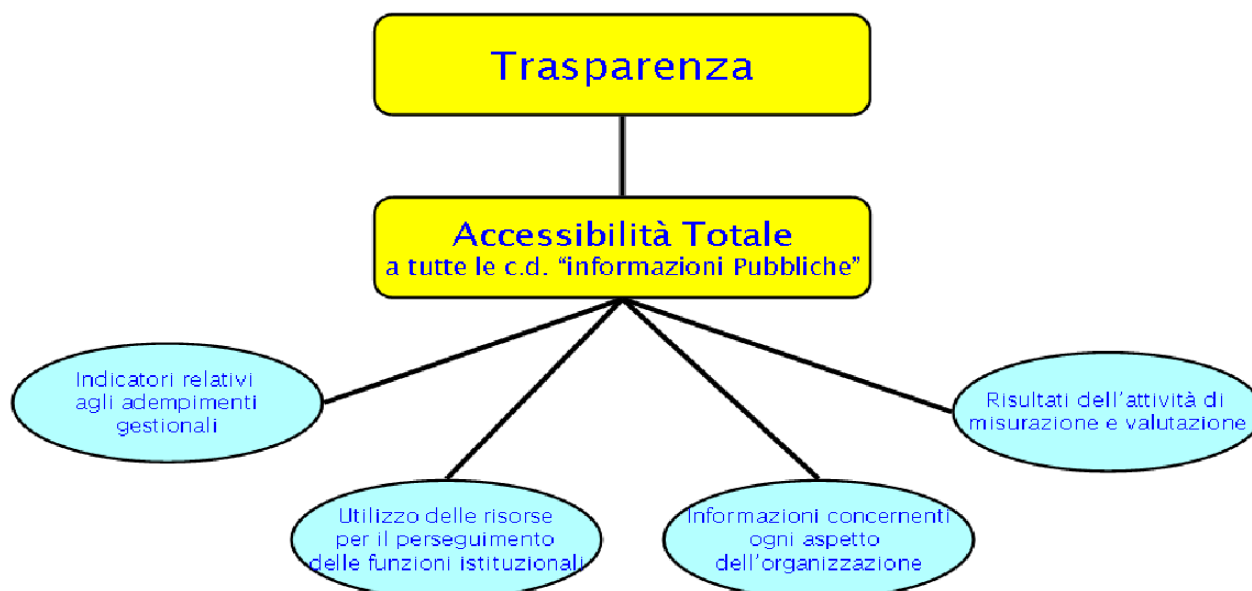 Trasparenza
Accessibilità Totale
a tutte le c.d. “informazioni Pubbliche”
Indicatori relativi
agli adempimenti
gestionali
Utilizzo delle risorse
per il perseguimento
delle funzioni istituzionali
Informazioni concernenti
ogni aspetto
dell'organizzazione
Risultati dell'attività di
misurazione e valutazione